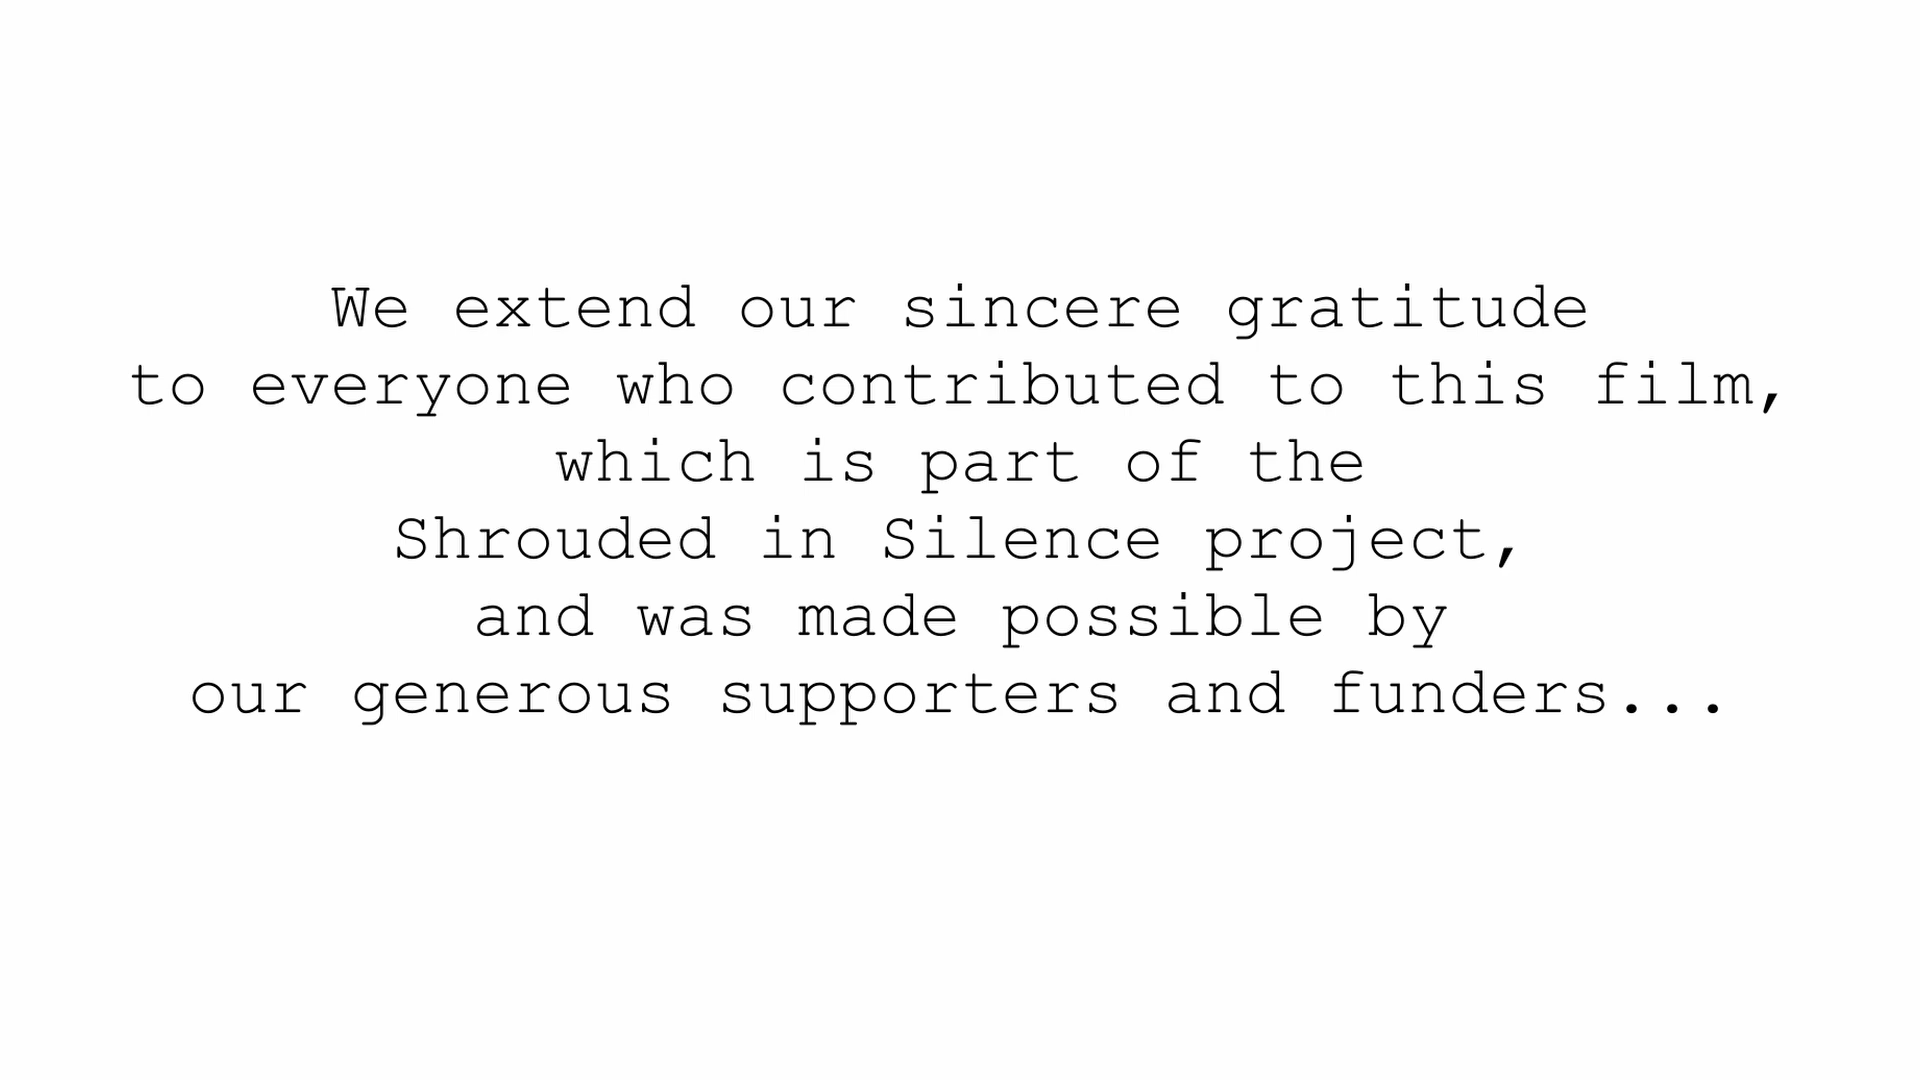 We extend our sincere gratitude
to everyone who contributed to this film,
which is part of the
Shrouded in Silence project,
and was made possible by
our generous supporters and funders...